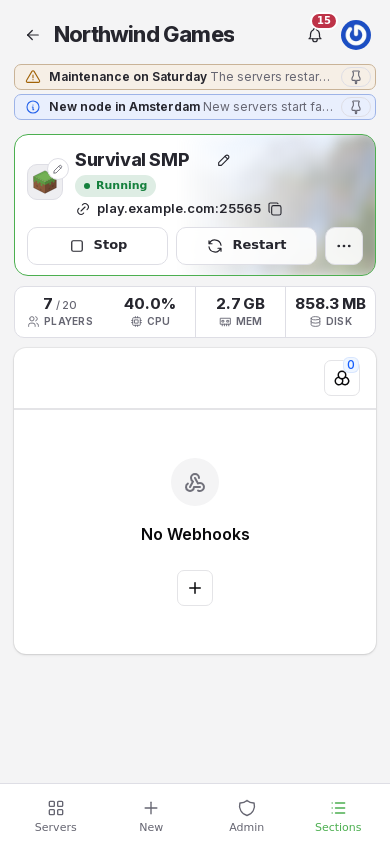 Northwind Games
15
Maintenance on Saturday The servers restar...
New node in Amsterdam New servers start fa...
Survival SMP
Running
play.example.com:25565
Stop
Restart
7 / 20
PLAYERS
40.0%
CPU
2.7 GB
MEM
858.3 MB
DISK
0
No Webhooks
Servers
New
Admin
Sections